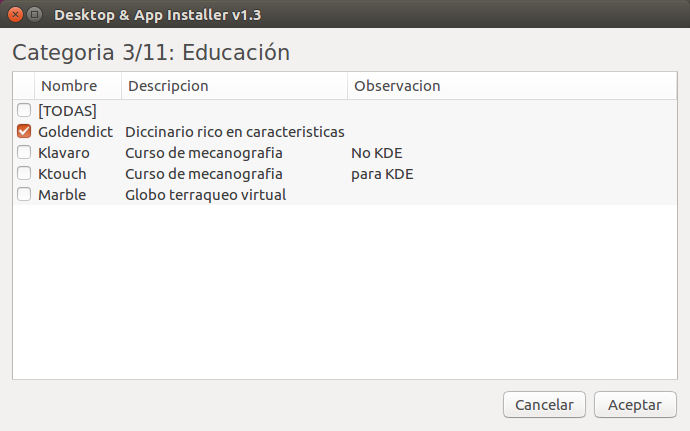 Desktop & App Installer v1.3
Categoria 3/11: Educación
Nombre Descripcion Observacion
[TODAS]
Goldendict Diccinario rico en caracteristicas
Klavaro Curso de mecanografia No KDE
Ktouch Curso de mecanografia para KDE
Marble Globo terraqueo virtual
Cancelar Aceptar